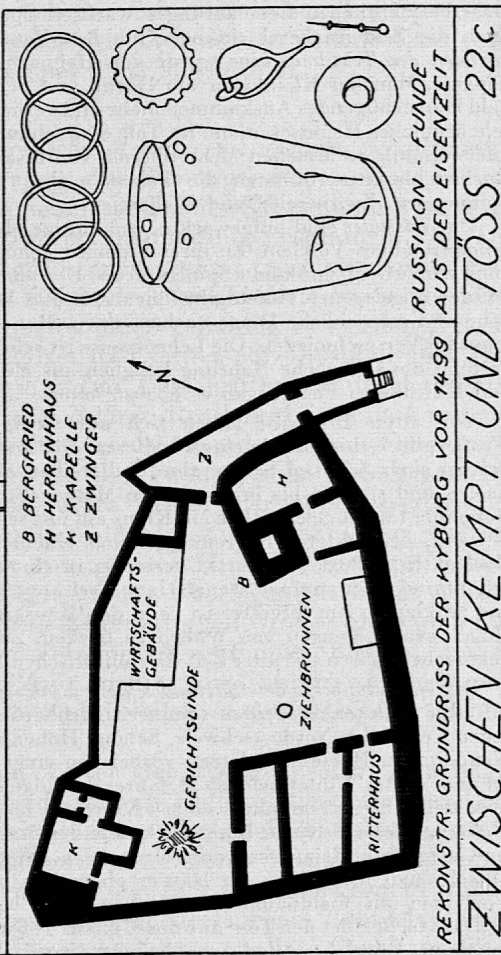 B BERGFRIED
H HERRENHAUS
K KAPELLE
Z ZWINGER
N
K
WIRTSCHAFTS-
GEBÄUDE
GERICHTSLINDE
Z
H
B
ZIEHBRUNNEN
RITTERHAUS
REKONSTR. GRUNDRISS DER KYBURG VOR 1499
RUSSIKON FUNDE
AUS DER EISENZEIT
ZWISCHEN KEMPT UND TÖSS 226